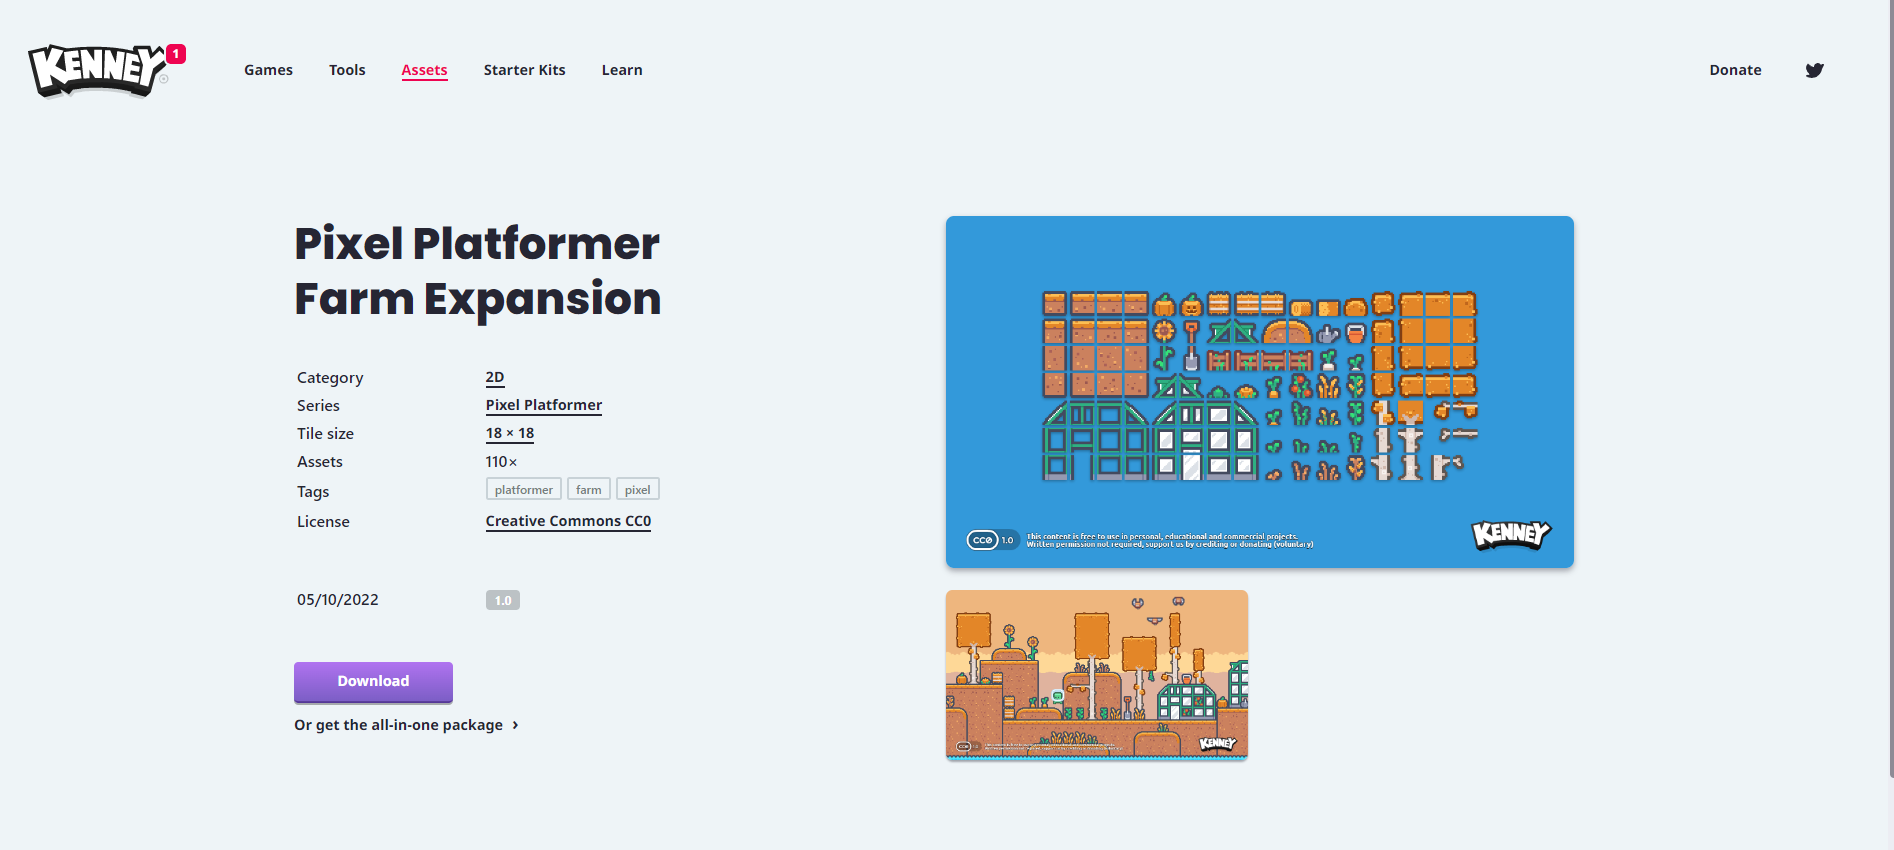 KENNEY
1
Games
Tools
Assets
Starter Kits
Learn
Donate
Pixel Platformer
Farm Expansion
Category
2D
Series
Pixel Platformer
Tile size
18 × 18
Assets
110×
Tags
platformer
farm
pixel
License
Creative Commons CC0
05/10/2022
1.0
Download
Or get the all-in-one package ›
CC0 1.0
This content is free to use in personal, educational and commercial projects.
Written permission not required, support us by crediting or donating (voluntary)
KENNEY
KENNEY